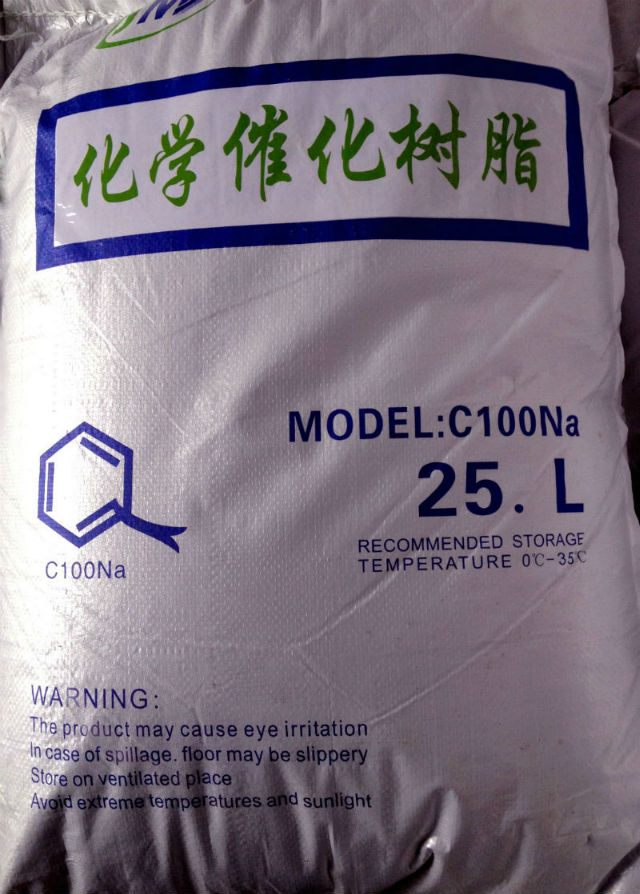 化学催化树脂
MODEL:C100Na
25. L
RECOMMENDED STORAGE
TEMPERATURE 0℃-35℃
C100Na
WARNING:
The product may cause eye irritation
In case of spillage. floor may be slippery
Store on ventilated place
Avoid extreme temperatures and sunlight